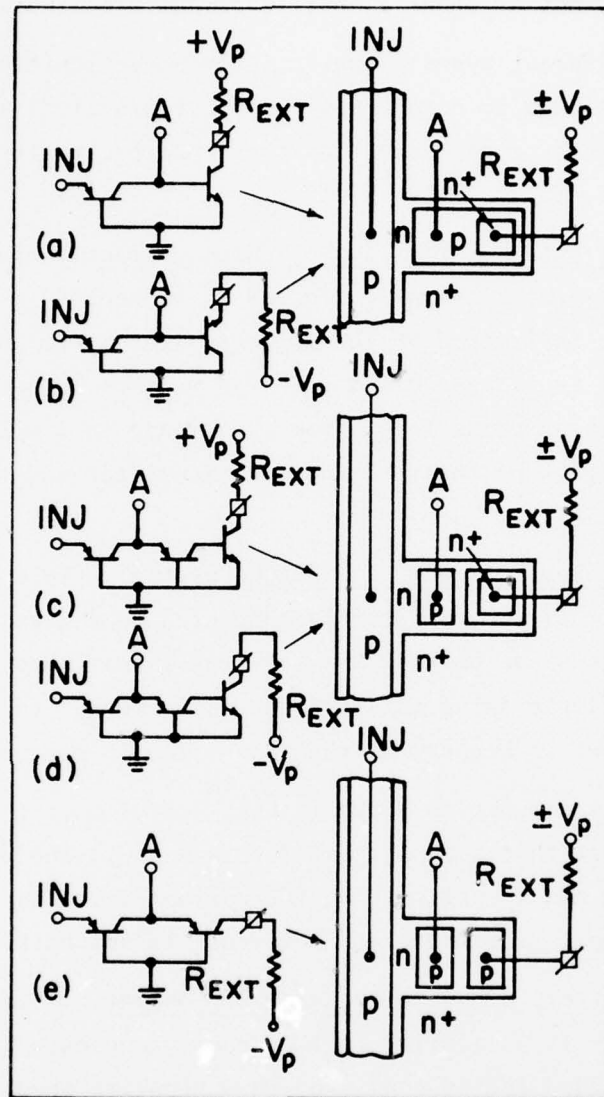 +Vp
REXT
A
INJ
(a)
A
INJ
REXT
-Vp
(b)
INJ
A
± Vp
REXT
n+
n
p
p
n+
+Vp
REXT
A
INJ
(c)
A
INJ
REXT
-Vp
(d)
INJ
A
± Vp
REXT
n+
n
p
p
n+
A
INJ
REXT
-Vp
(e)
INJ
A
± Vp
REXT
n
p
p
p
n+